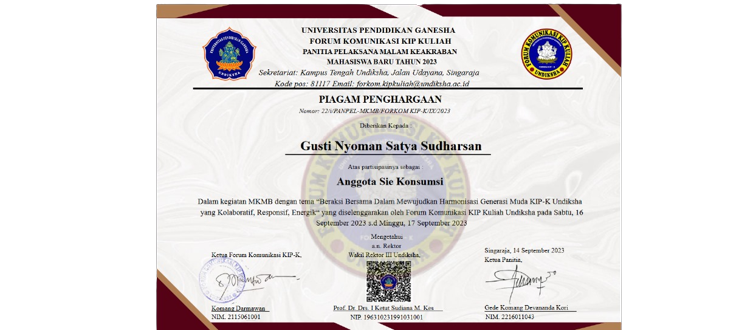 UNIVERSITAS PENDIDIKAN GANESHA
FORUM KOMUNIKASI KIP KULIAH
PANITIA PELAKSANA MALAM KEAKRABAN
MAHASISWA BARU TAHUN 2023
Sekretariat: Kampus Tengah Undiksha, Jalan Udayana, Singaraja
Kode pos: 81117 Email: forkom.kipkuliah@undiksha.ac.id
FORUM KOMUNIKASI KIP KULIAH
UNDIKSHA
PIAGAM PENGHARGAAN
Nomor: 22/t/PANPEL-MKMB/FORKOM KIP-K/IX/2023
Diberikan Kepada
Gusti Nyoman Satya Sudharsan
Atas partisipasinya sebagai
Anggota Sie Konsumsi
Dalam kegiatan MKMB dengan tema “Beraksi Bersama Dalam Mewujudkan Harmonisasi Generasi Muda KIP-K Undiksha
yang Kolaboratif, Responsif, Energik“ yang diselenggarakan oleh Forum Komunikasi KIP Kuliah Undiksha pada Sabtu, 16
September 2023 s.d Minggu, 17 September 2023
Mengetahui
a.n. Rektor
Wakil Rektor III Undiksha,
Ketua Forum Komunikasi KIP-K,
Singaraja, 14 September 2023
Ketua Panitia,
Komang Darmawan
NIM. 2115061001
Prof. Dr. Drs. I Ketut Sudiana M. Kes
NIP. 196310231991031001
Gede Komang Devananda Kori
NIM. 2216011043